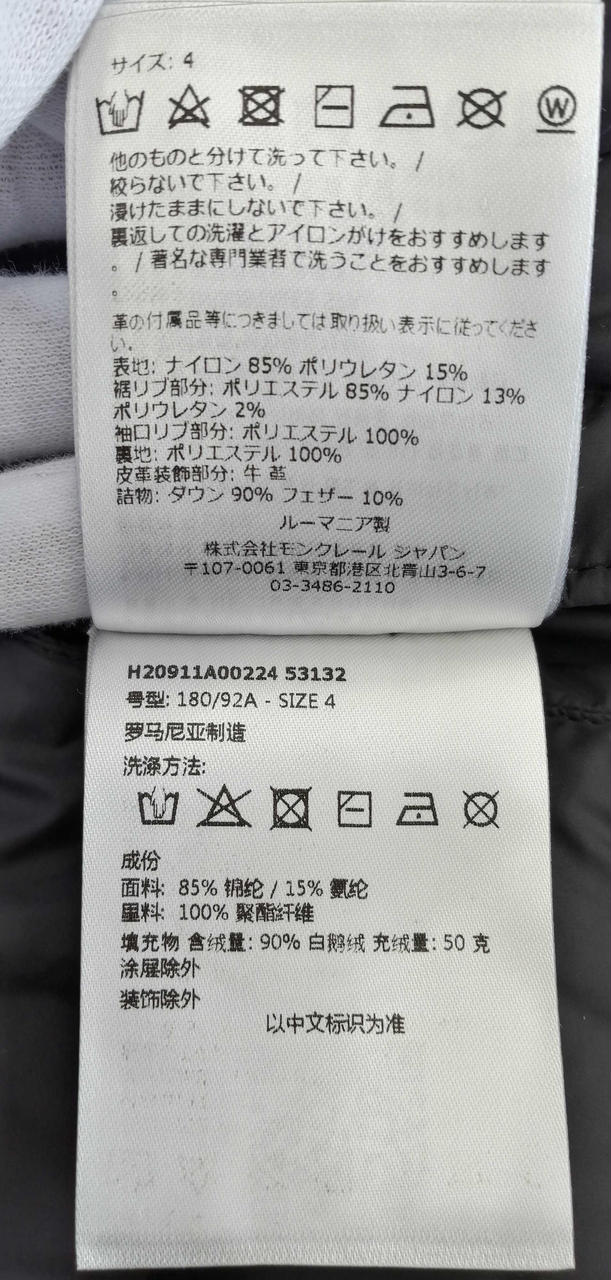 サイズ: 4
W
他のものと分けて洗って下さい。 /
絞らないで下さい。 /
浸けたままにしないで下さい。 /
裏返しての洗濯とアイロンがけをおすすめします
。 / 著名な専門業者で洗うことをおすすめします
。
革の付属品等につきましては取り扱い表示に従ってくださ
い。
表地: ナイロン 85% ポリウレタン 15%
裾リブ部分: ポリエステル 85% ナイロン 13%
ポリウレタン 2%
袖口リブ部分: ポリエステル 100%
裏地: ポリエステル 100%
皮革装飾部分: 牛 革
詰物: ダウン 90% フェザー 10%
ルーマニア製
株式会社モンクレール ジャパン
〒107-0061 東京都港区北青山3-6-7
03-3486-2110
H20911A00224 53132
号型: 180/92A - SIZE 4
罗马尼亚制造
洗涤方法:
成份
面料: 85% 锦纶 / 15% 氨纶
里料: 100% 聚酯纤维
填充物 含绒量: 90% 白鹅绒 充绒量: 50 克
涂层除外
装饰除外
以中文标识为准